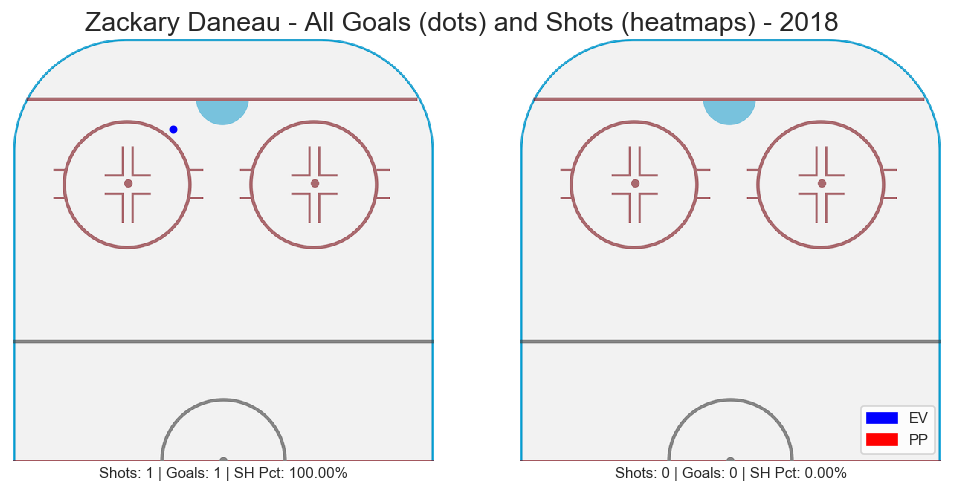 Zackary Daneau - All Goals (dots) and Shots (heatmaps) - 2018
EV
PP
Shots: 1 | Goals: 1 | SH Pct: 100.00%
Shots: 0 | Goals: 0 | SH Pct: 0.00%